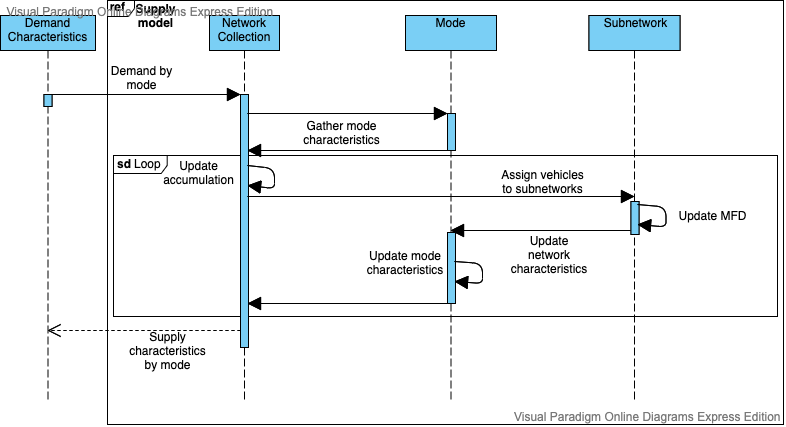 Visual Paradigm Online Diagrams Express Edition
ref Supply
model
Demand
Characteristics
Network
Collection
Mode
Subnetwork
Demand by
mode
Gather mode
characteristics
sd Loop
Update
accumulation
Assign vehicles
to subnetworks
Update MFD
Update
network
characteristics
Update mode
characteristics
Supply
characteristics
by mode
Visual Paradigm Online Diagrams Express Edition